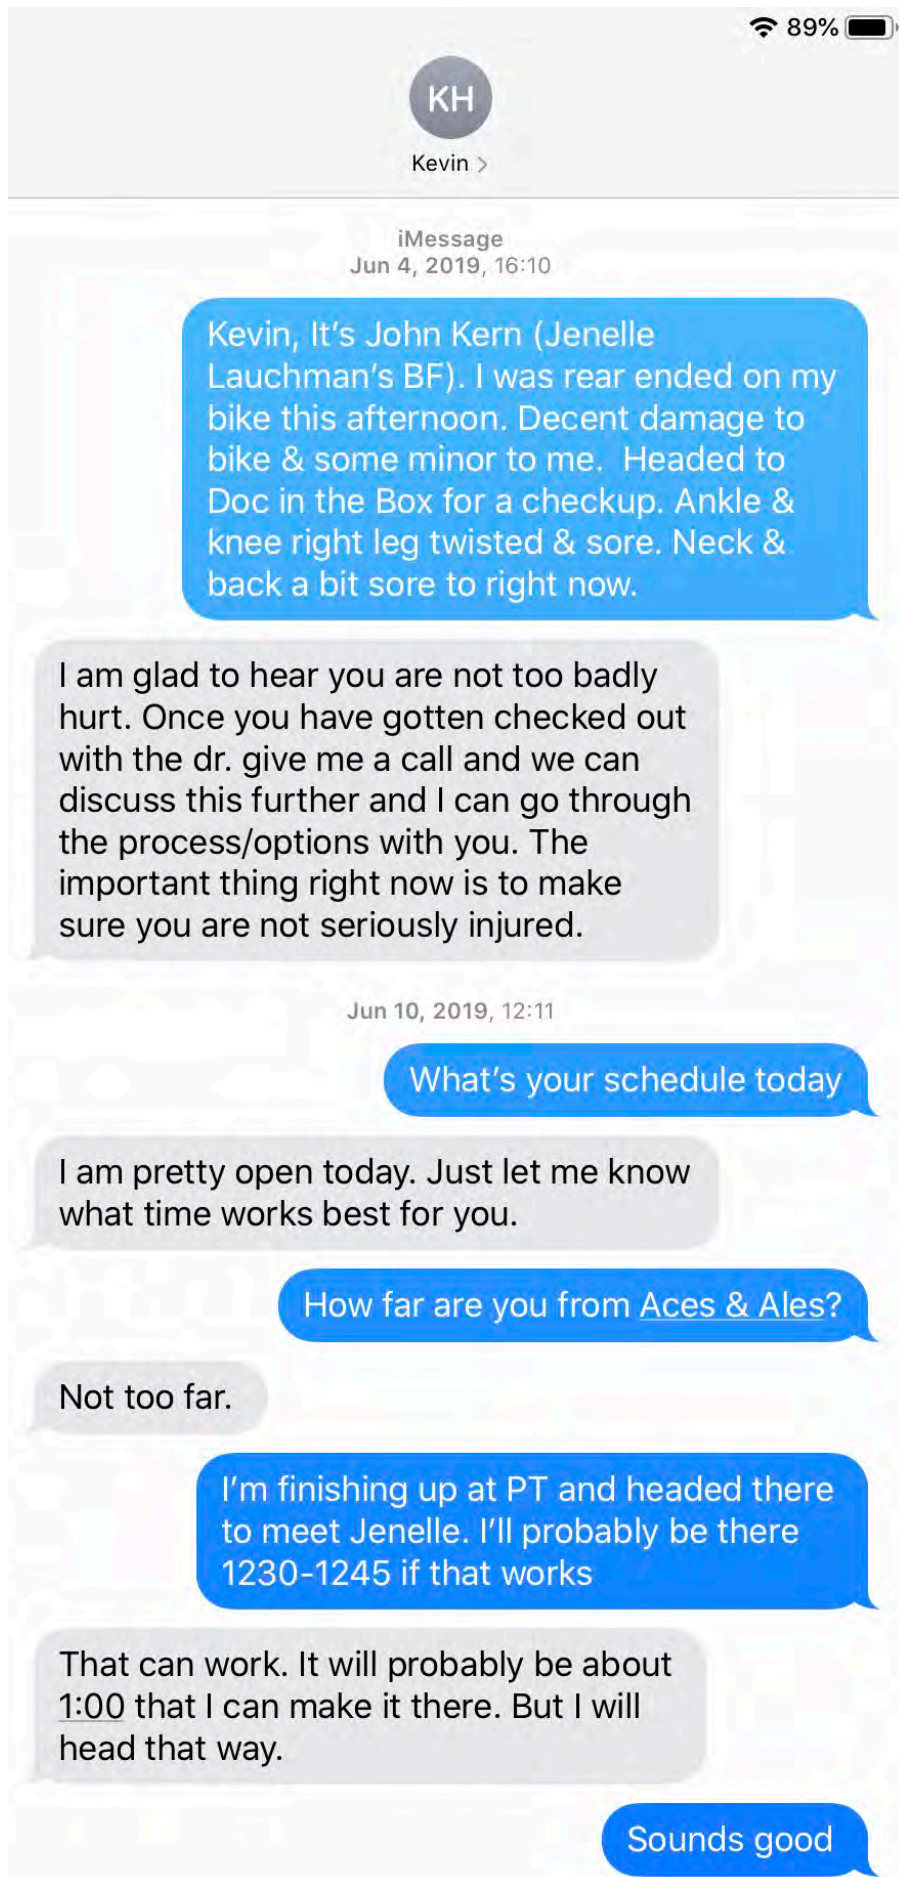 89%
KH
Kevin >
iMessage
Jun 4, 2019, 16:10
Kevin, It's John Kern (Jenelle
Lauchman's BF). I was rear ended on my
bike this afternoon. Decent damage to
bike & some minor to me.  Headed to
Doc in the Box for a checkup. Ankle &
knee right leg twisted & sore. Neck &
back a bit sore to right now.
I am glad to hear you are not too badly
hurt. Once you have gotten checked out
with the dr. give me a call and we can
discuss this further and I can go through
the process/options with you. The
important thing right now is to make
sure you are not seriously injured.
Jun 10, 2019, 12:11
What's your schedule today
I am pretty open today. Just let me know
what time works best for you.
How far are you from Aces & Ales?
Not too far.
I'm finishing up at PT and headed there
to meet Jenelle. I'll probably be there
1230-1245 if that works
That can work. It will probably be about
1:00 that I can make it there. But I will
head that way.
Sounds good